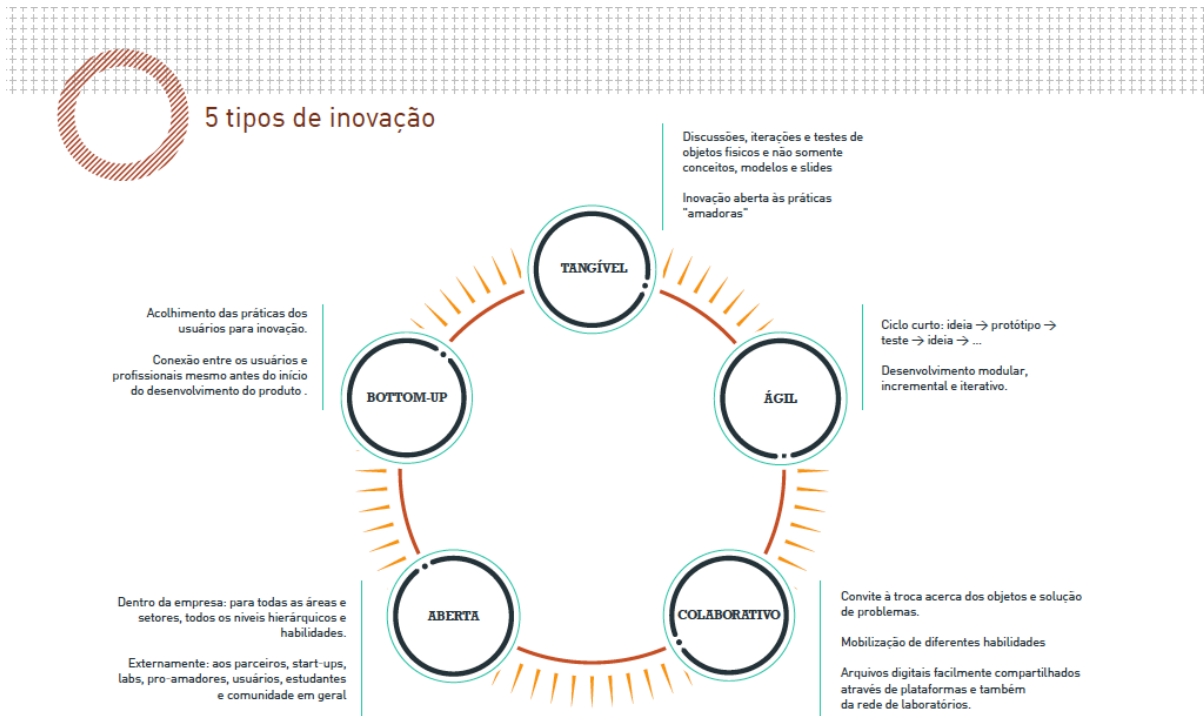 5 tipos de inovação
Discussões, iterações e testes de
objetos fisicos e não somente
conceitos, modelos e slides
Inovação aberta às práticas
"amadoras"
TANGÍVEL
Acolhimento das práticas dos
usuários para inovação.
Conexão entre os usuários e
profissionais mesmo antes do início
do desenvolvimento do produto .
BOTTOM-UP
ÁGIL
Ciclo curto: ideia → protótipo →
teste → ideia → ...
Desenvolvimento modular,
incremental e iterativo.
Dentro da empresa: para todas as áreas e
setores, todos os níveis hierárquicos e
habilidades.
Externamente: aos parceiros, start-ups,
labs, pro-amadores, usuários, estudantes
e comunidade em geral
ABERTA
COLABORATIVO
Convite à troca acerca dos objetos e solução
de problemas.
Mobilização de diferentes habilidades
Arquivos digitais facilmente compartilhados
através de plataformas e também
da rede de laboratórios.